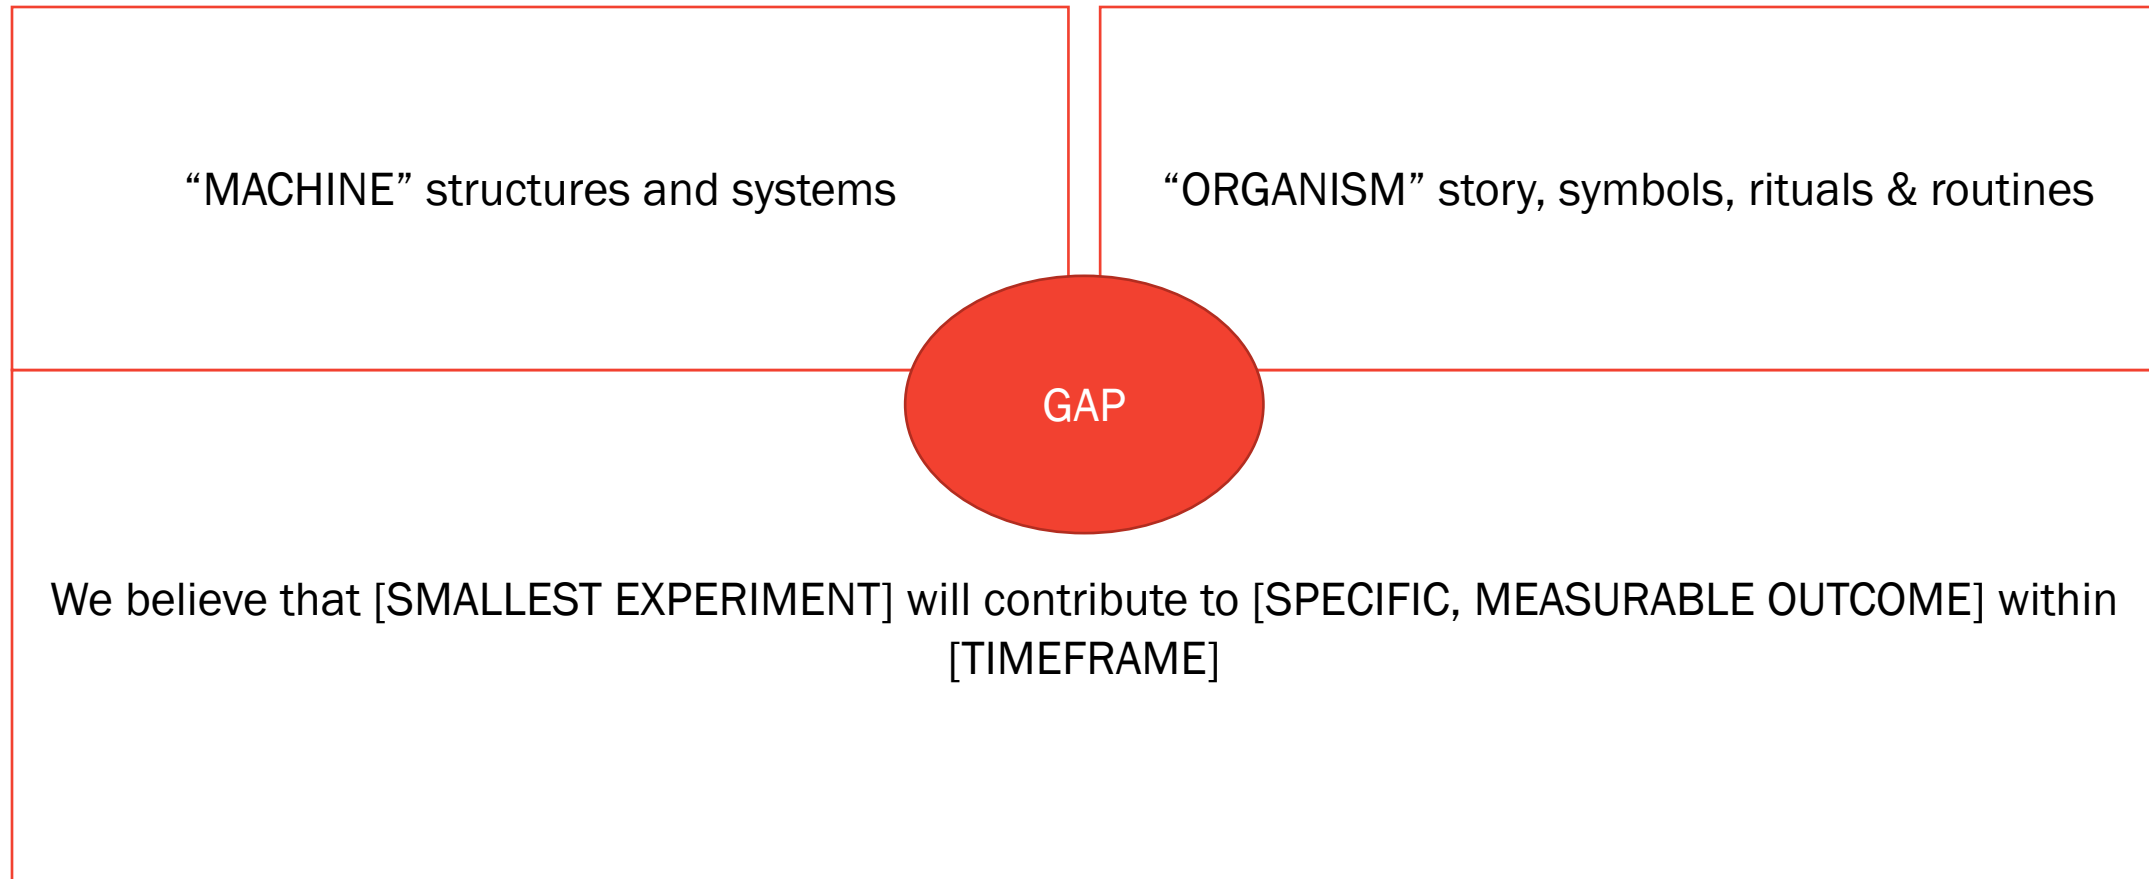 “MACHINE” structures and systems
“ORGANISM” story, symbols, rituals & routines
GAP
We believe that [SMALLEST EXPERIMENT] will contribute to [SPECIFIC, MEASURABLE OUTCOME] within
[TIMEFRAME]